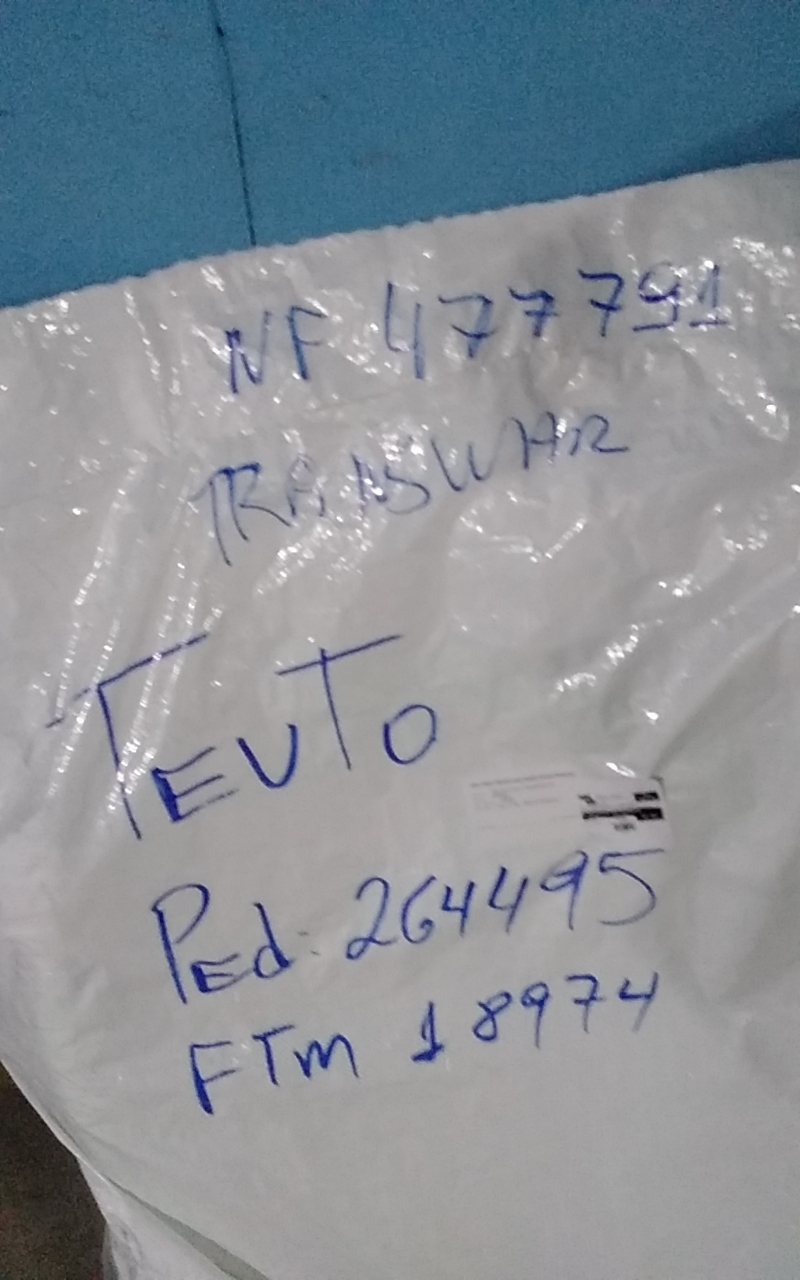 NF 477791
TRANSWAR
TEUTO
PEd: 264495
FTm 18974